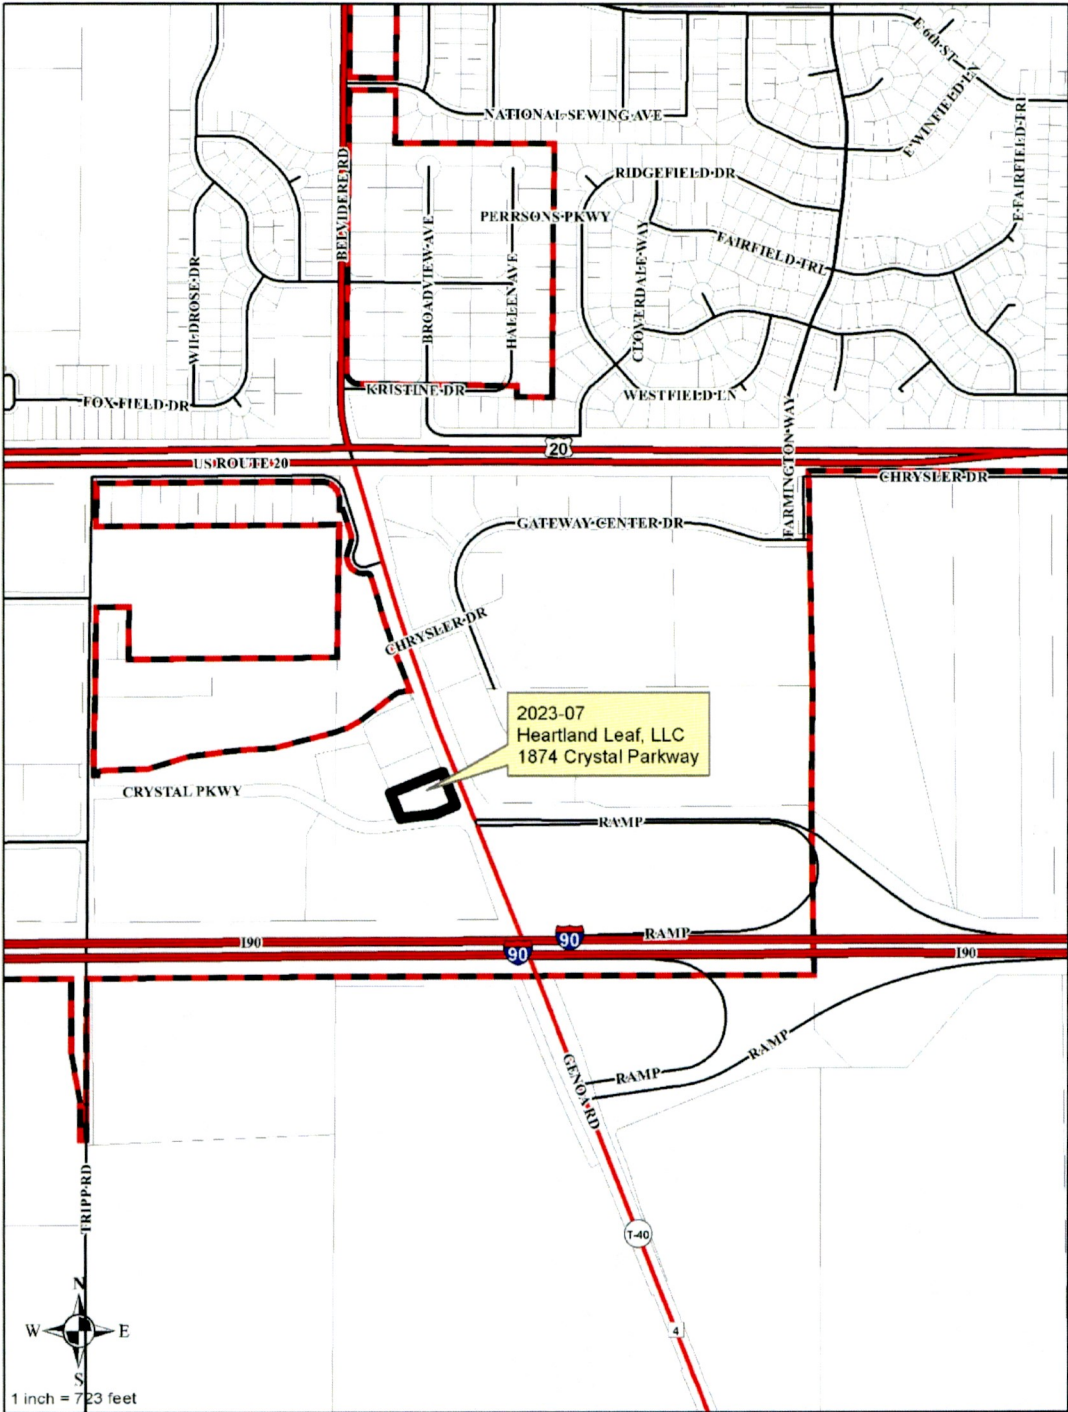 E 6th ST
E WINFIELD LN
E FAIRFIELD TRL
NATIONAL SEWING AVE
BELVIDERE RD
RIDGEFIELD DR
PERRSONS PKWY
FAIRFIELD TRL
CLOVERDALE WAY
BROADVIEW AVE
HALLEN AVE
WILDROSE DR
KRISTINE DR
WESTFIELD LN
FOX FIELD DR
FARMINGTON WAY
20
US ROUTE 20
CHRYSLER DR
GATEWAY CENTER DR
CHRYSLER DR
2023-07
Heartland Leaf, LLC
1874 Crystal Parkway
CRYSTAL PKWY
RAMP
RAMP
I90
90
90
I90
RAMP
RAMP
GENOA RD
TRIPP RD
T-40
4
N
W E
S
1 inch = 723 feet